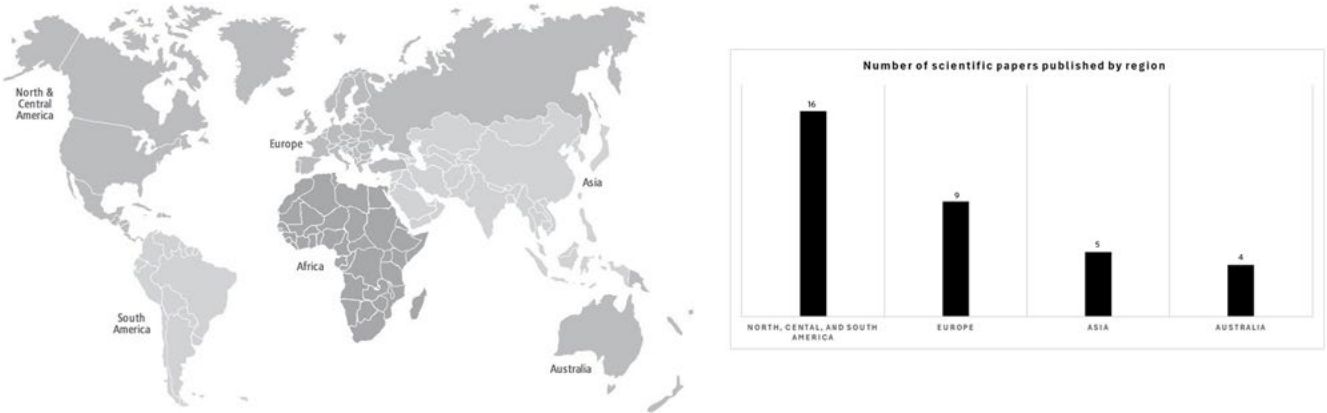 North &
Central
America
Europe
Asia
Africa
South
America
Australia
Number of scientific papers published by region
16
9
5
4
NORTH, CENTAL, AND SOUTH
AMERICA
EUROPE
ASIA
AUSTRALIA